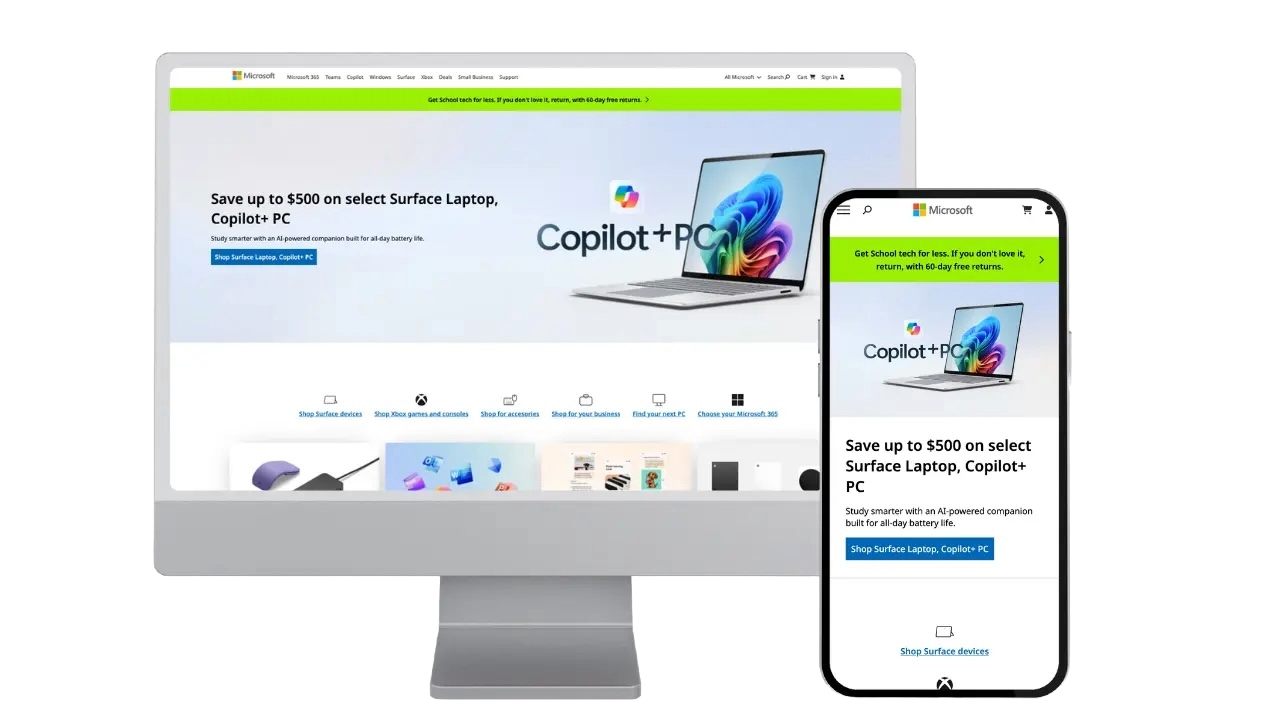 Microsoft Microsoft 365 Teams Copilot Windows Surface Xbox Deals Small Business Support All Microsoft Search Cart Sign in
Get School tech for less. If you don't love it, return, with 60-day free returns.
Save up to $500 on select Surface Laptop,
Copilot+ PC
Study smarter with an AI-powered companion built for all-day battery life.
Shop Surface Laptop, Copilot+ PC
Copilot+PC
Shop Surface devices Shop Xbox games and consoles Shop for accesories Shop for your business Find your next PC Choose your Microsoft 365
Microsoft
Get School tech for less. If you don't love it,
return, with 60-day free returns.
Copilot+PC
Save up to $500 on select
Surface Laptop, Copilot+
PC
Study smarter with an AI-powered companion
built for all-day battery life.
Shop Surface Laptop, Copilot+ PC
Shop Surface devices